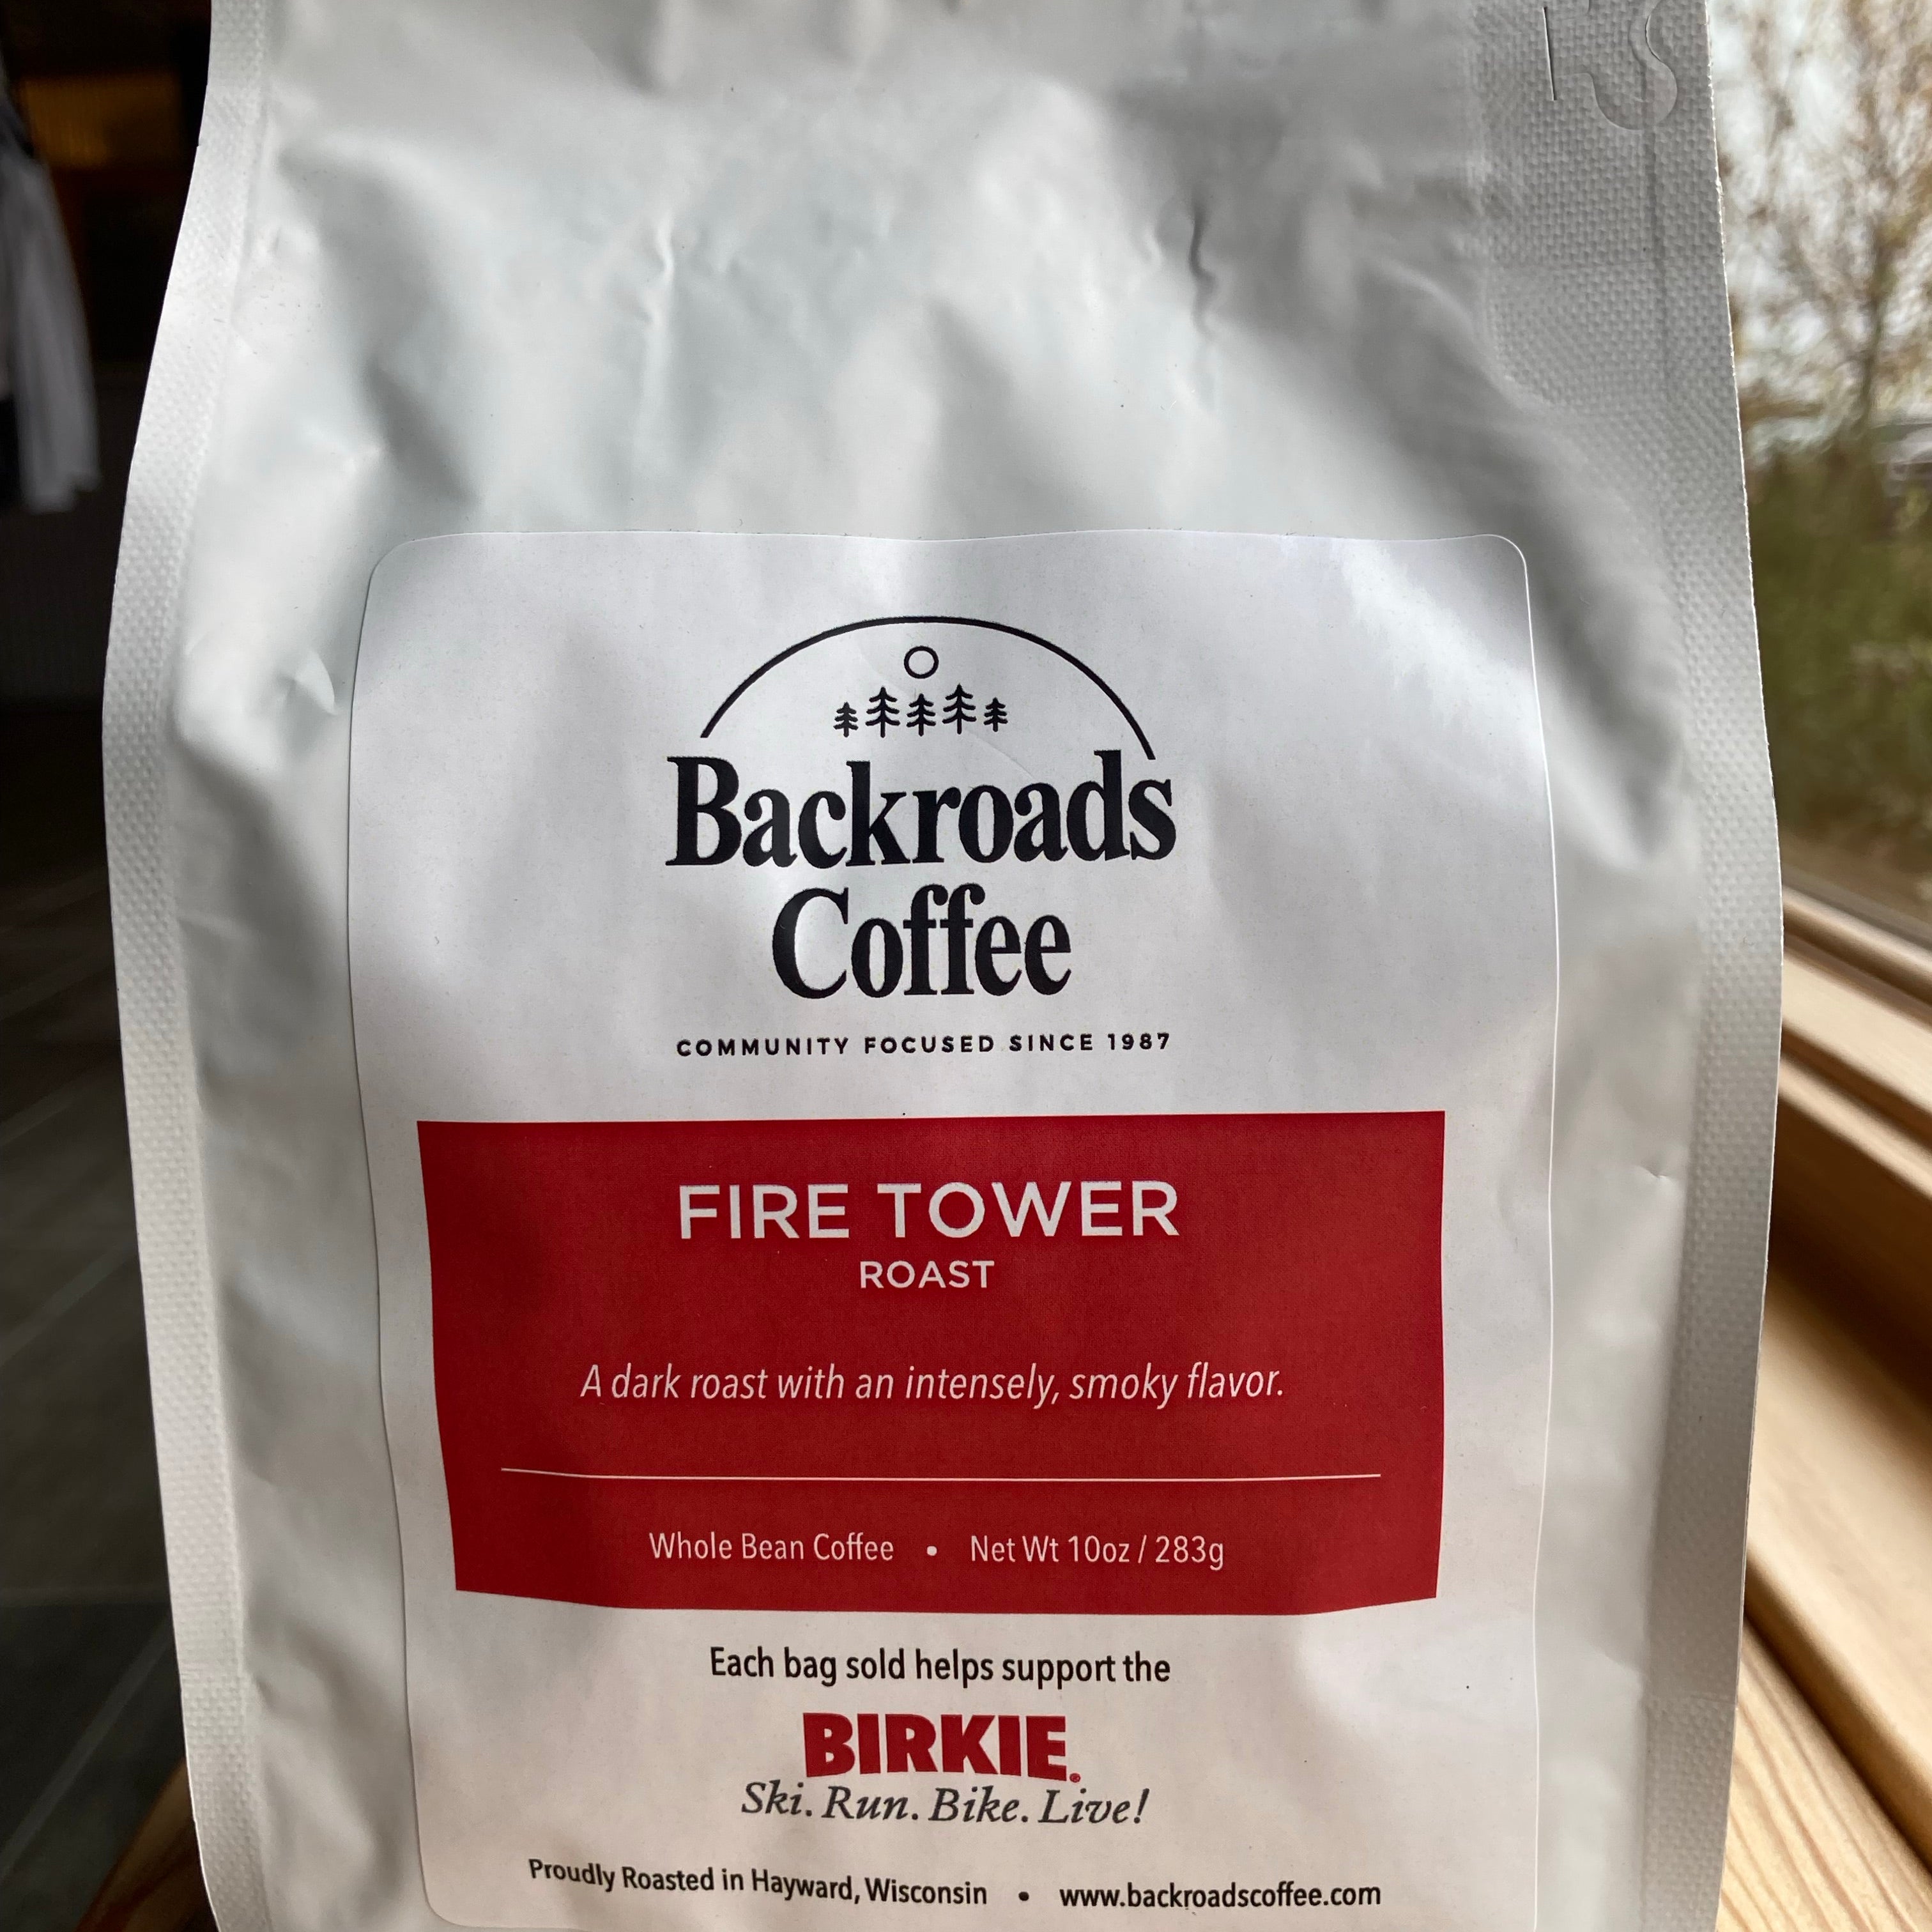 Backroads
Coffee
COMMUNITY FOCUSED SINCE 1987
FIRE TOWER
ROAST
A dark roast with an intensely, smoky flavor.
Whole Bean Coffee • Net Wt 10oz / 283g
Each bag sold helps support the
BIRKIE®
Ski. Run. Bike. Live!
Proudly Roasted in Hayward, Wisconsin • www.backroadscoffee.com